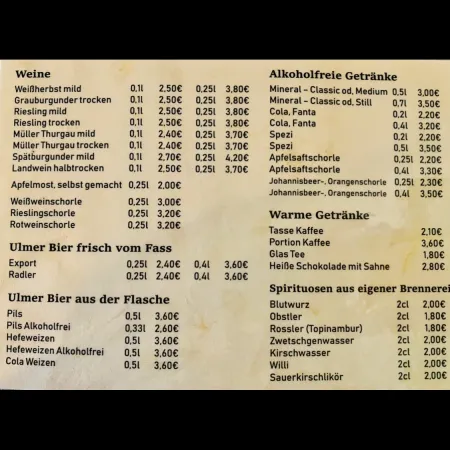 Weine
Weißherbst mild 0,1l 2,50€ 0,25l 3,80€
Grauburgunder trocken 0,1l 2,50€ 0,25l 3,80€
Riesling mild 0,1l 2,50€ 0,25l 3,80€
Riesling trocken 0,1l 2,50€ 0,25l 3,80€
Müller Thurgau mild 0,1l 2,40€ 0,25l 3,70€
Müller Thurgau trocken 0,1l 2,40€ 0,25l 3,70€
Spätburgunder mild 0,1l 2,70€ 0,25l 4,20€
Landwein halbtrocken 0,1l 2,50€ 0,25l 3,70€
Apfelmost, selbst gemacht 0,25l 2,00€
Weißweinschorle 0,25l 3,00€
Rieslingschorle 0,25l 3,20€
Rotweinschorle 0,25l 3,20€
Ulmer Bier frisch vom Fass
Export 0,25l 2,40€ 0,4l 3,60€
Radler 0,25l 2,40€ 0,4l 3,60€
Ulmer Bier aus der Flasche
Pils 0,5l 3,60€
Pils Alkoholfrei 0,33l 2,60€
Hefeweizen 0,5l 3,60€
Hefeweizen Alkoholfrei 0,5l 3,60€
Cola Weizen 0,5l 3,60€
Alkoholfreie Getränke
Mineral – Classic od, Medium 0,5l 3,00€
Mineral – Classic od, Still 0,7l 3,50€
Cola, Fanta 0,2l 2,20€
Cola, Fanta 0,4l 3,20€
Spezi 0,2l 2,20€
Spezi 0,5l 3,50€
Apfelsaftschorle 0,25l 2,20€
Apfelsaftschorle 0,4l 3,30€
Johannisbeer-, Orangenschorle 0,25l 2,30€
Johannisbeer-, Orangenschorle 0,4l 3,50€
Warme Getränke
Tasse Kaffee 2,10€
Portion Kaffee 3,60€
Glas Tee 1,80€
Heiße Schokolade mit Sahne 2,80€
Spirituosen aus eigener Brennerei
Blutwurz 2cl 2,00€
Obstler 2cl 1,80€
Rossler (Topinambur) 2cl 1,80€
Zwetschgenwasser 2cl 2,00€
Kirschwasser 2cl 2,00€
Willi 2cl 2,00€
Sauerkirschlikör 2cl 2,00€